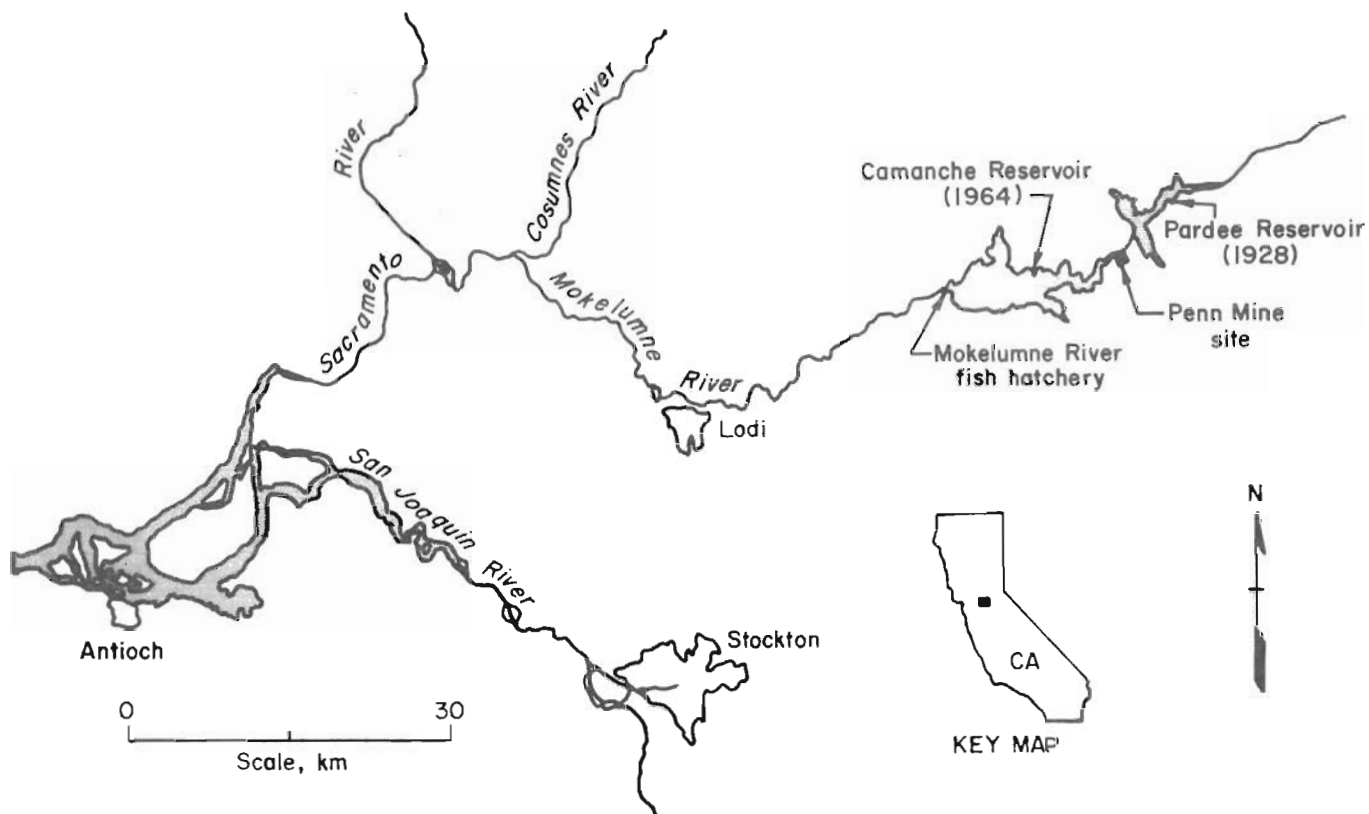 River
Cosumnes River
Camanche Reservoir
(1964)
Pardee Reservoir
(1928)
Sacramento
Mokelumne
River
Penn Mine
site
Mokelumne River
fish hatchery
Lodi
San Joaquin River
N
Stockton
Antioch
CA
0 30
Scale, km
KEY MAP